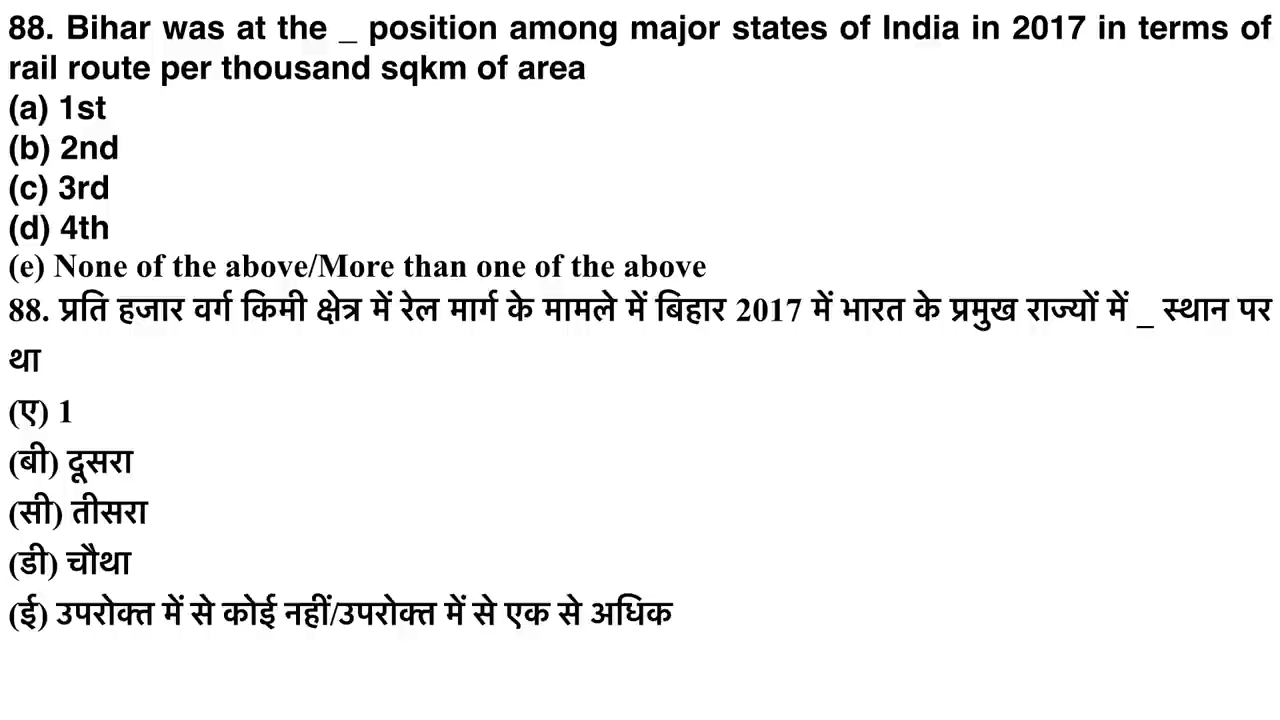 88. Bihar was at the _ position among major states of India in 2017 in terms of
rail route per thousand sqkm of area
(a) 1st
(b) 2nd
(c) 3rd
(d) 4th
(e) None of the above/More than one of the above
88. प्रति हजार वर्ग किमी क्षेत्र में रेल मार्ग के मामले में बिहार 2017 में भारत के प्रमुख राज्यों में _ स्थान पर
था
(ए) 1
(बी) दूसरा
(सी) तीसरा
(डी) चौथा
(ई) उपरोक्त में से कोई नहीं/उपरोक्त में से एक से अधिक